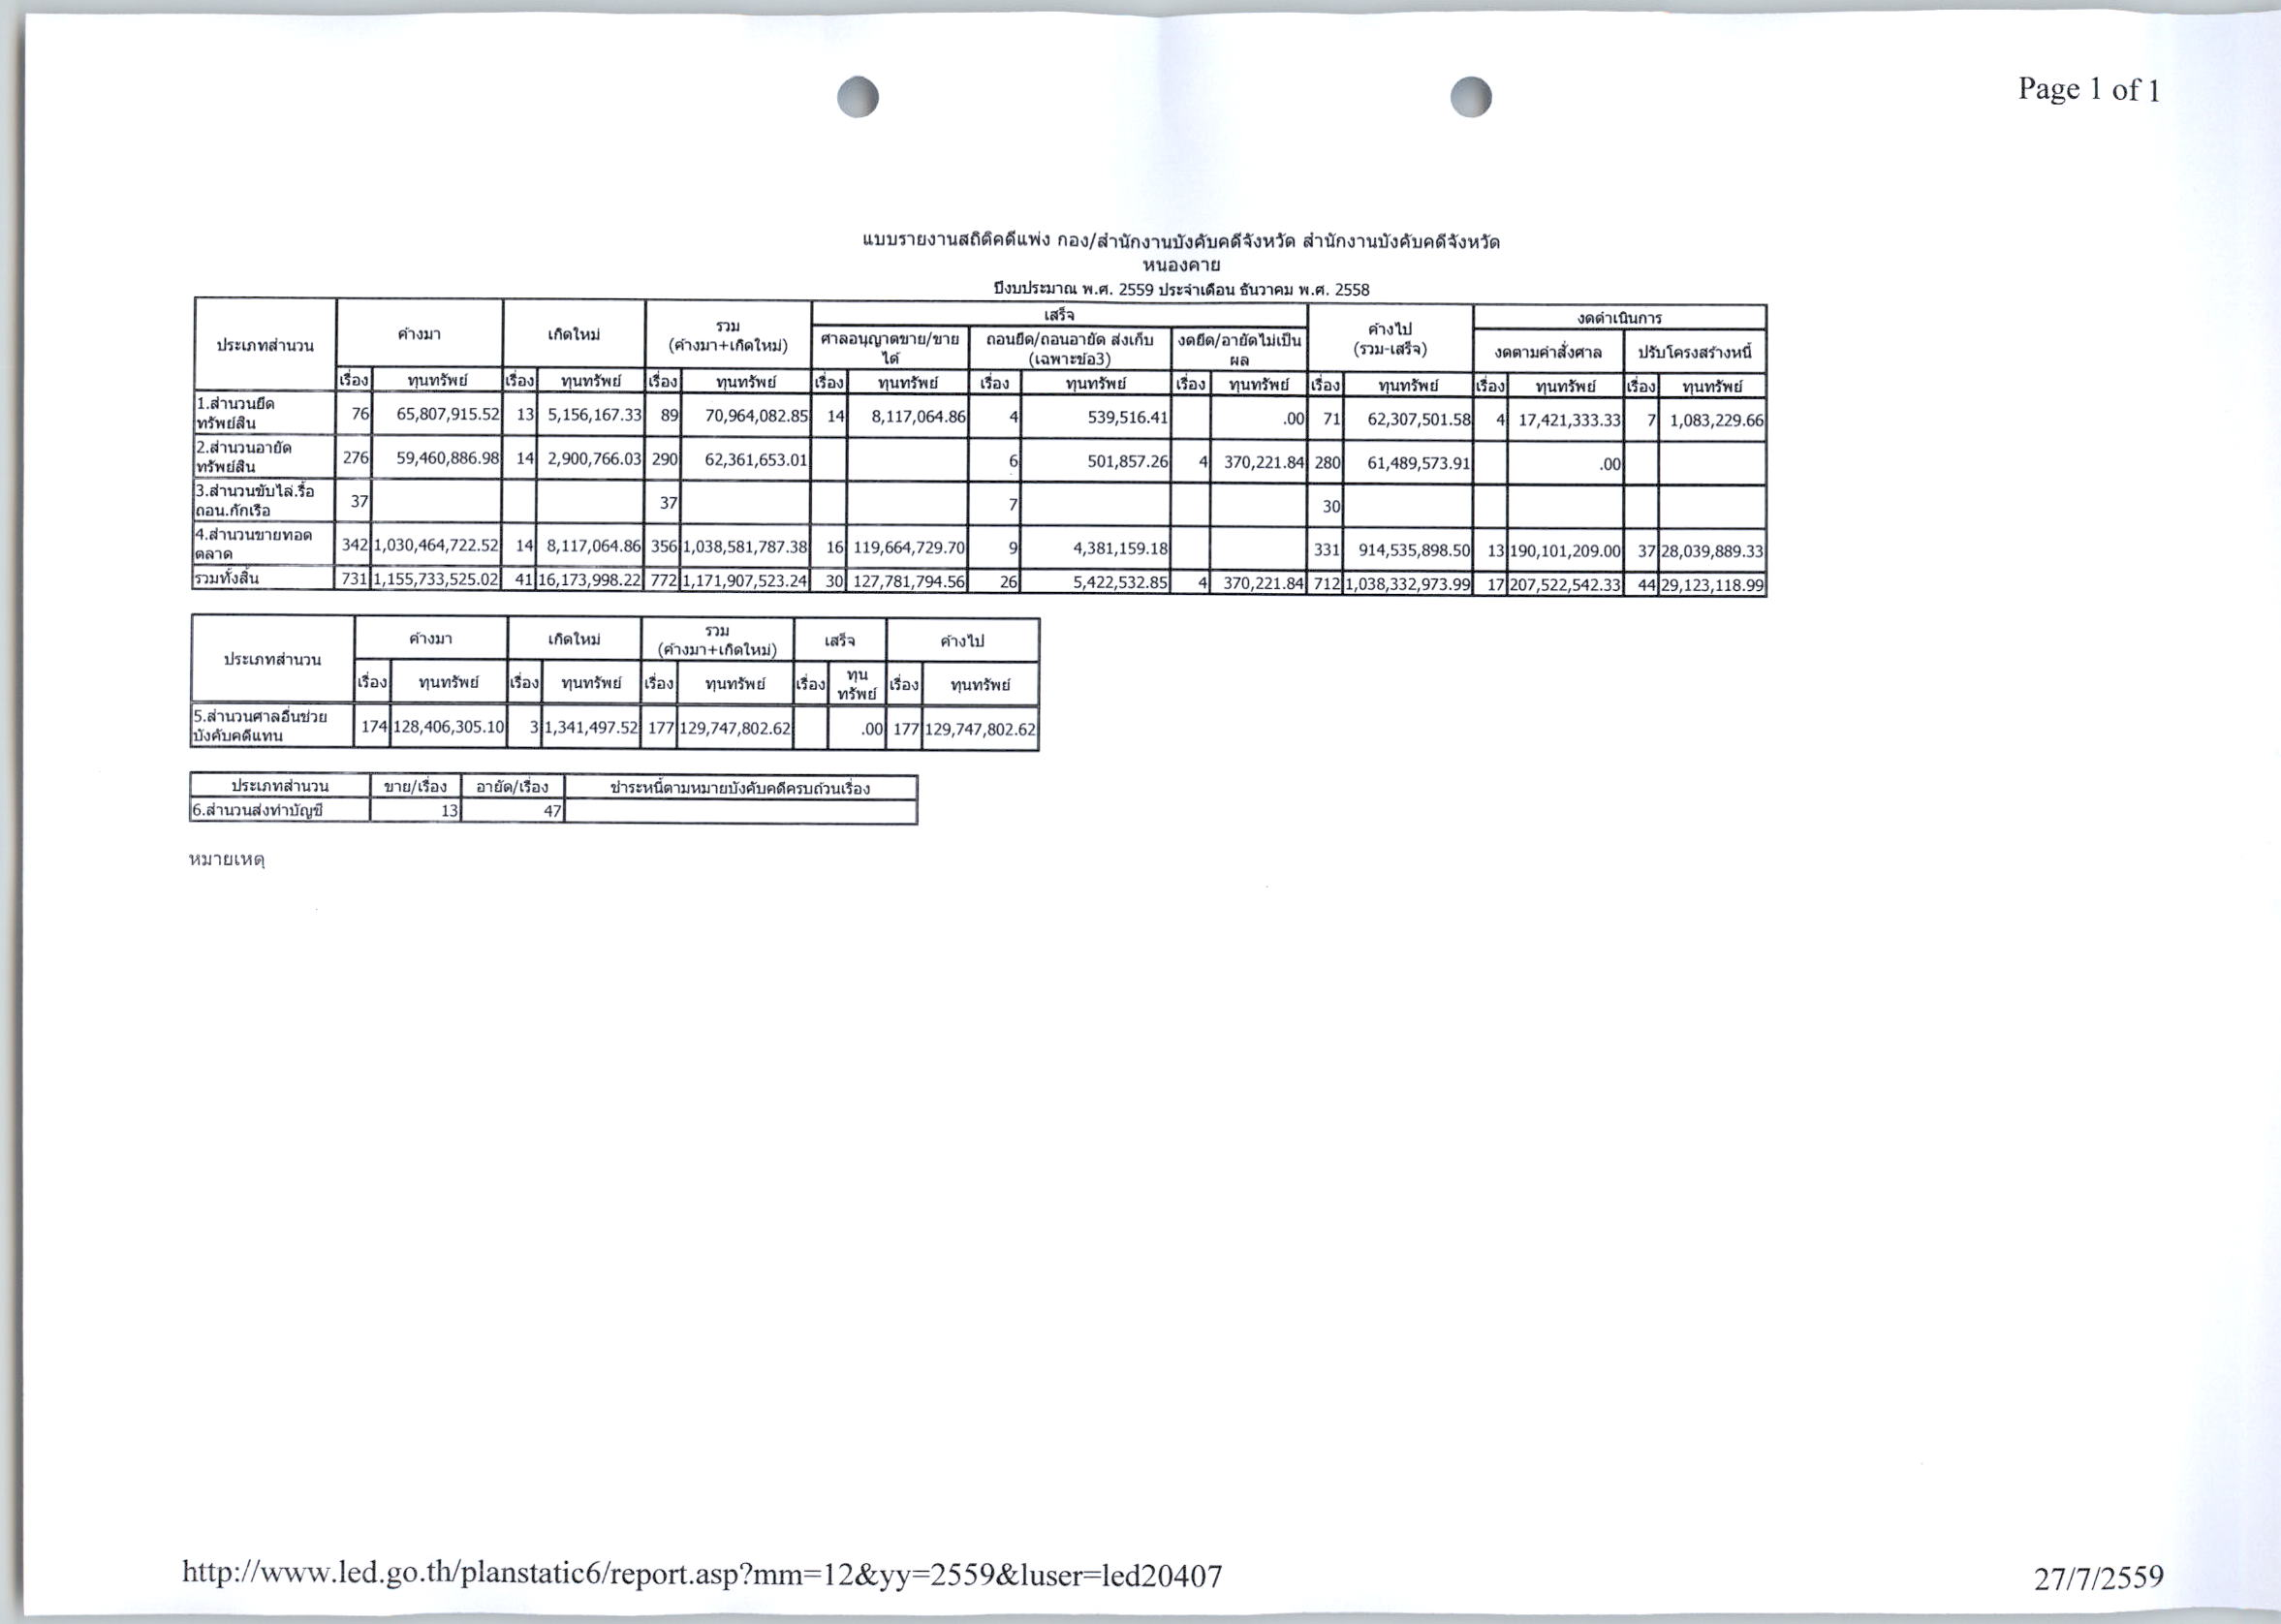 Page 1 of 1
แบบรายงานสถิติคดีแพ่ง กอง/สำนักงานบังคับคดีจังหวัด สำนักงานบังคับคดีจังหวัด
หนองคาย
ปีงบประมาณ พ.ศ. 2559 ประจำเดือน ธันวาคม พ.ศ. 2558
ประเภทสำนวน ค้างมา เกิดใหม่ รวม (ค้างมา+เกิดใหม่) เสร็จ ค้างไป (รวม-เสร็จ) งดดำเนินการ
ศาลอนุญาตขาย/ขายได้ ถอนยึด/ถอนอายัด ส่งเก็บ (เฉพาะข้อ3) งดยึด/อายัดไม่เป็นผล งดตามคำสั่งศาล ปรับโครงสร้างหนี้
เรื่อง ทุนทรัพย์ เรื่อง ทุนทรัพย์ เรื่อง ทุนทรัพย์ เรื่อง ทุนทรัพย์ เรื่อง ทุนทรัพย์ เรื่อง ทุนทรัพย์ เรื่อง ทุนทรัพย์ เรื่อง ทุนทรัพย์ เรื่อง ทุนทรัพย์
1.สำนวนยึดทรัพย์สิน 76 65,807,915.52 13 5,156,167.33 89 70,964,082.85 14 8,117,064.86 4 539,516.41 .00 71 62,307,501.58 4 17,421,333.33 7 1,083,229.66
2.สำนวนอายัดทรัพย์สิน 276 59,460,886.98 14 2,900,766.03 290 62,361,653.01 6 501,857.26 4 370,221.84 280 61,489,573.91 .00
3.สำนวนขับไล่.รื้อถอน.กักเรือ 37 37 7 30
4.สำนวนขายทอดตลาด 342 1,030,464,722.52 14 8,117,064.86 356 1,038,581,787.38 16 119,664,729.70 9 4,381,159.18 331 914,535,898.50 13 190,101,209.00 37 28,039,889.33
รวมทั้งสิ้น 731 1,155,733,525.02 41 16,173,998.22 772 1,171,907,523.24 30 127,781,794.56 26 5,422,532.85 4 370,221.84 712 1,038,332,973.99 17 207,522,542.33 44 29,123,118.99
ประเภทสำนวน ค้างมา เกิดใหม่ รวม (ค้างมา+เกิดใหม่) เสร็จ ค้างไป
เรื่อง ทุนทรัพย์ เรื่อง ทุนทรัพย์ เรื่อง ทุนทรัพย์ เรื่อง ทุนทรัพย์ เรื่อง ทุนทรัพย์
5.สำนวนศาลอื่นช่วยบังคับคดีแทน 174 128,406,305.10 3 1,341,497.52 177 129,747,802.62 .00 177 129,747,802.62
ประเภทสำนวน ขาย/เรื่อง อายัด/เรื่อง ชำระหนี้ตามหมายบังคับคดีครบถ้วนเรื่อง
6.สำนวนส่งทำบัญชี 13 47
หมายเหตุ
http://www.led.go.th/planstatic6/report.asp?mm=12&yy=2559&luser=led20407
27/7/2559